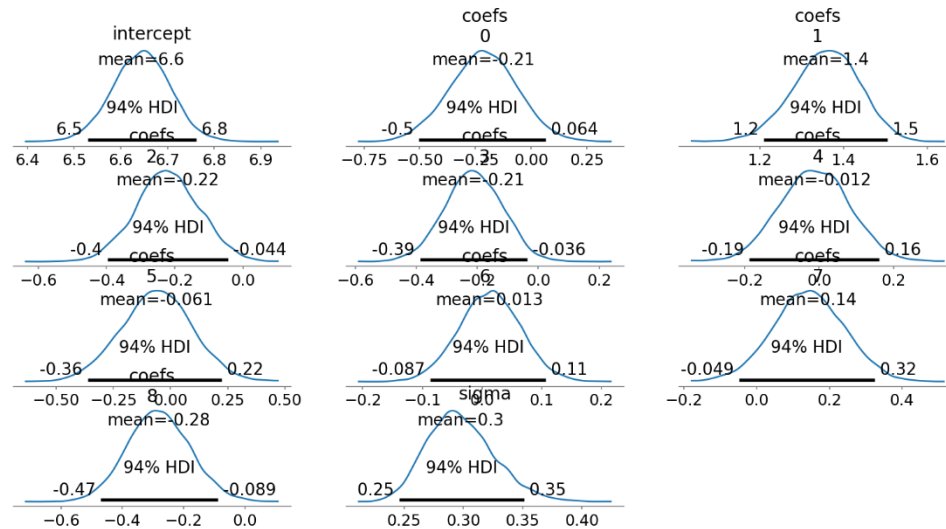 intercept
mean=6.6
94% HDI
6.5 6.8
6.4 6.5 6.6 6.7 6.8 6.9
coefs
0
mean=-0.21
94% HDI
-0.5 0.064
−0.75 −0.50 −0.25 0.00 0.25
coefs
1
mean=1.4
94% HDI
1.2 1.5
1.2 1.4 1.6
coefs
2
mean=-0.22
94% HDI
-0.4 -0.044
−0.6 −0.4 −0.2 0.0
coefs
3
mean=-0.21
94% HDI
-0.39 -0.036
−0.6 −0.4 −0.2 0.0 0.2
4
mean=-0.012
94% HDI
-0.19 0.16
−0.2 0.0 0.2
coefs
5
mean=-0.061
94% HDI
-0.36 0.22
−0.50 −0.25 0.00 0.25 0.50
coefs
6
mean=0.013
94% HDI
-0.087 0.11
−0.2 −0.1 0.0 0.1 0.2
coefs
7
mean=0.14
94% HDI
-0.049 0.32
−0.2 0.0 0.2 0.4
coefs
8
mean=-0.28
94% HDI
-0.47 -0.089
−0.6 −0.4 −0.2 0.0
sigma
mean=0.3
94% HDI
0.25 0.35
0.25 0.30 0.35 0.40